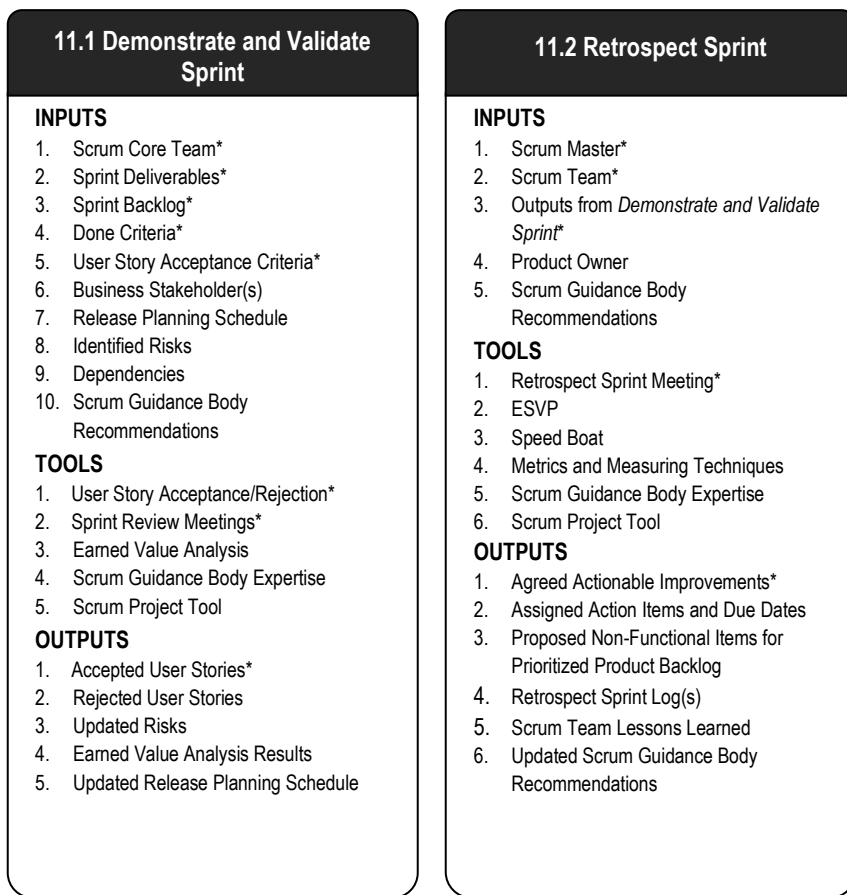 11.1 Demonstrate and Validate
Sprint
INPUTS
1. Scrum Core Team*
2. Sprint Deliverables*
3. Sprint Backlog*
4. Done Criteria*
5. User Story Acceptance Criteria*
6. Business Stakeholder(s)
7. Release Planning Schedule
8. Identified Risks
9. Dependencies
10. Scrum Guidance Body
Recommendations
TOOLS
1. User Story Acceptance/Rejection*
2. Sprint Review Meetings*
3. Earned Value Analysis
4. Scrum Guidance Body Expertise
5. Scrum Project Tool
OUTPUTS
1. Accepted User Stories*
2. Rejected User Stories
3. Updated Risks
4. Earned Value Analysis Results
5. Updated Release Planning Schedule
11.2 Retrospect Sprint
INPUTS
1. Scrum Master*
2. Scrum Team*
3. Outputs from Demonstrate and Validate
Sprint*
4. Product Owner
5. Scrum Guidance Body
Recommendations
TOOLS
1. Retrospect Sprint Meeting*
2. ESVP
3. Speed Boat
4. Metrics and Measuring Techniques
5. Scrum Guidance Body Expertise
6. Scrum Project Tool
OUTPUTS
1. Agreed Actionable Improvements*
2. Assigned Action Items and Due Dates
3. Proposed Non-Functional Items for
Prioritized Product Backlog
4. Retrospect Sprint Log(s)
5. Scrum Team Lessons Learned
6. Updated Scrum Guidance Body
Recommendations